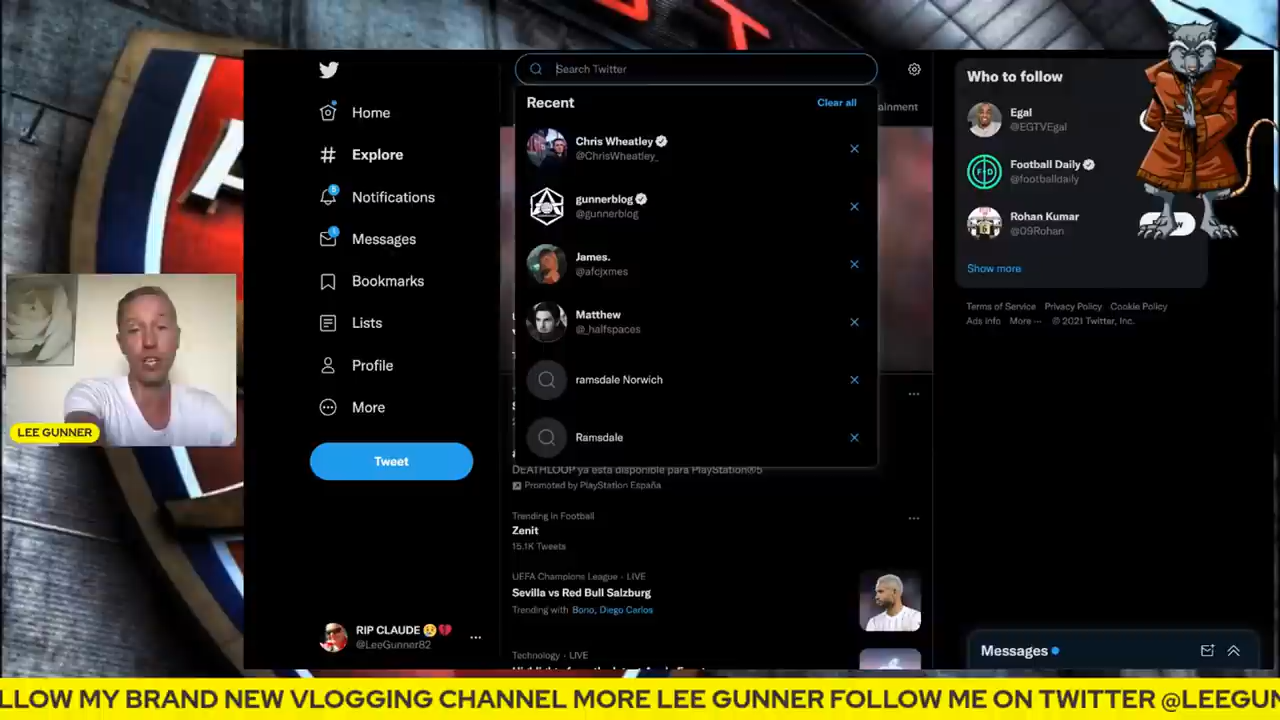 Search Twitter
Recent
Clear all
Chris Wheatley
@ChrisWheatley_
gunnerblog
@gunnerblog
James.
@afcjxmes
Matthew
@_halfspaces
ramsdale Norwich
Ramsdale
Home
Explore
5
Notifications
1
Messages
Bookmarks
Lists
Profile
More
Tweet
RIP CLAUDE 😢💔
@LeeGunner82
DEATHLOOP ya está disponible para PlayStation®5
Promoted by PlayStation España
Trending in Football
Zenit
15.1K Tweets
UEFA Champions League · LIVE
Sevilla vs Red Bull Salzburg
Trending with Bono, Diego Carlos
Technology · LIVE
Who to follow
Egal
@EGTVEgal
Football Daily
@footballdaily
Rohan Kumar
@09Rohan
Show more
Terms of Service Privacy Policy Cookie Policy
Ads info More ··· © 2021 Twitter, Inc.
Messages
LEE GUNNER
LLOW MY BRAND NEW VLOGGING CHANNEL MORE LEE GUNNER FOLLOW ME ON TWITTER @LEEGUN